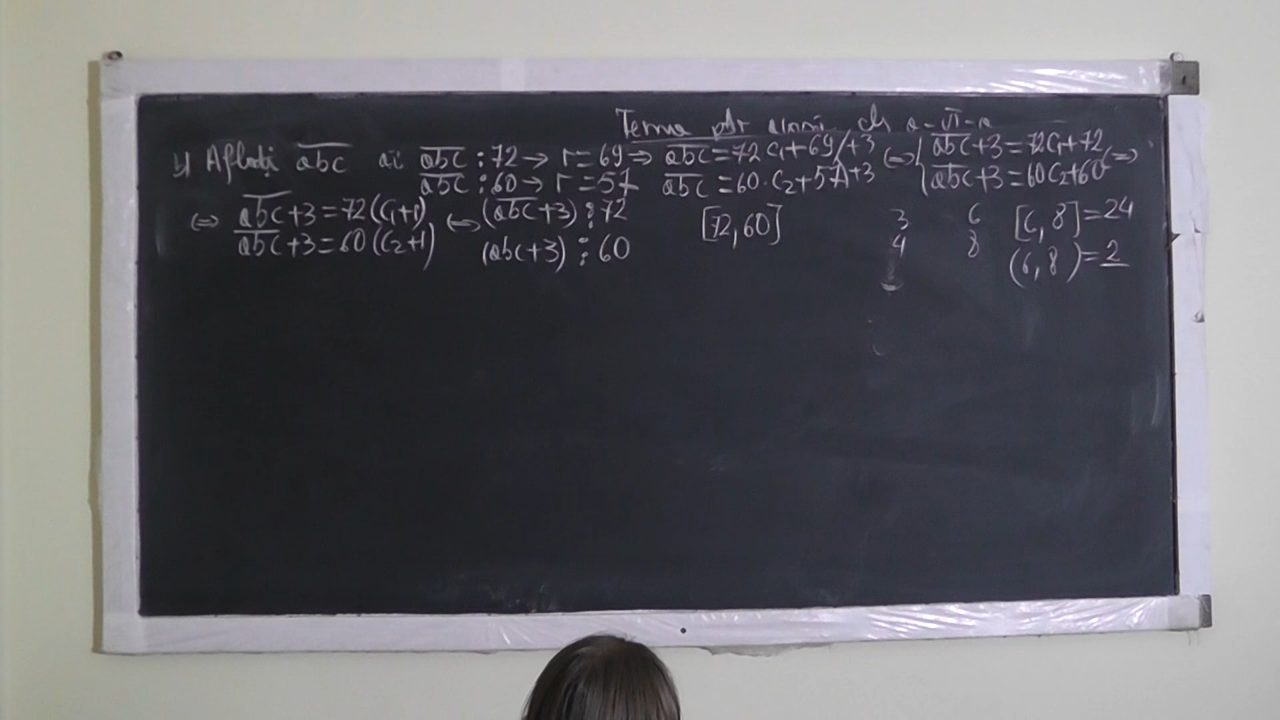 Tema ptr. cls a-VI-a
1) Aflați abc aî abc : 72 → r = 69 ⇒ abc = 72 c₁ + 69 /+3 ⇔ { abc + 3 = 72c₁ + 72 ⇔
abc : 60 → r = 57 abc = 60 · c₂ + 57 /+3 abc + 3 = 60c₂ + 60
⇔ abc + 3 = 72(c₁+1) ⇔ (abc + 3) ⋮ 72 [72,60] 3 6 [6,8] = 24
abc + 3 = 60(c₂+1) (abc + 3) ⋮ 60 4 8 (6,8) = 2